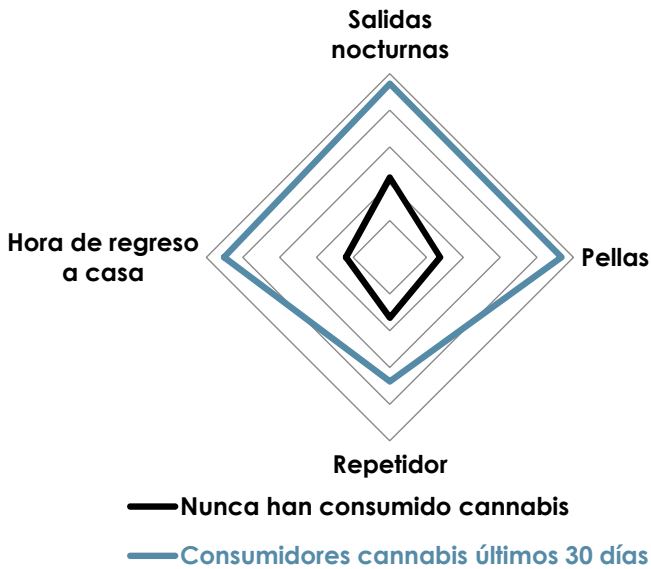 Salidas
nocturnas
Hora de regreso
a casa
Pellas
Repetidor
Nunca han consumido cannabis
Consumidores cannabis últimos 30 días